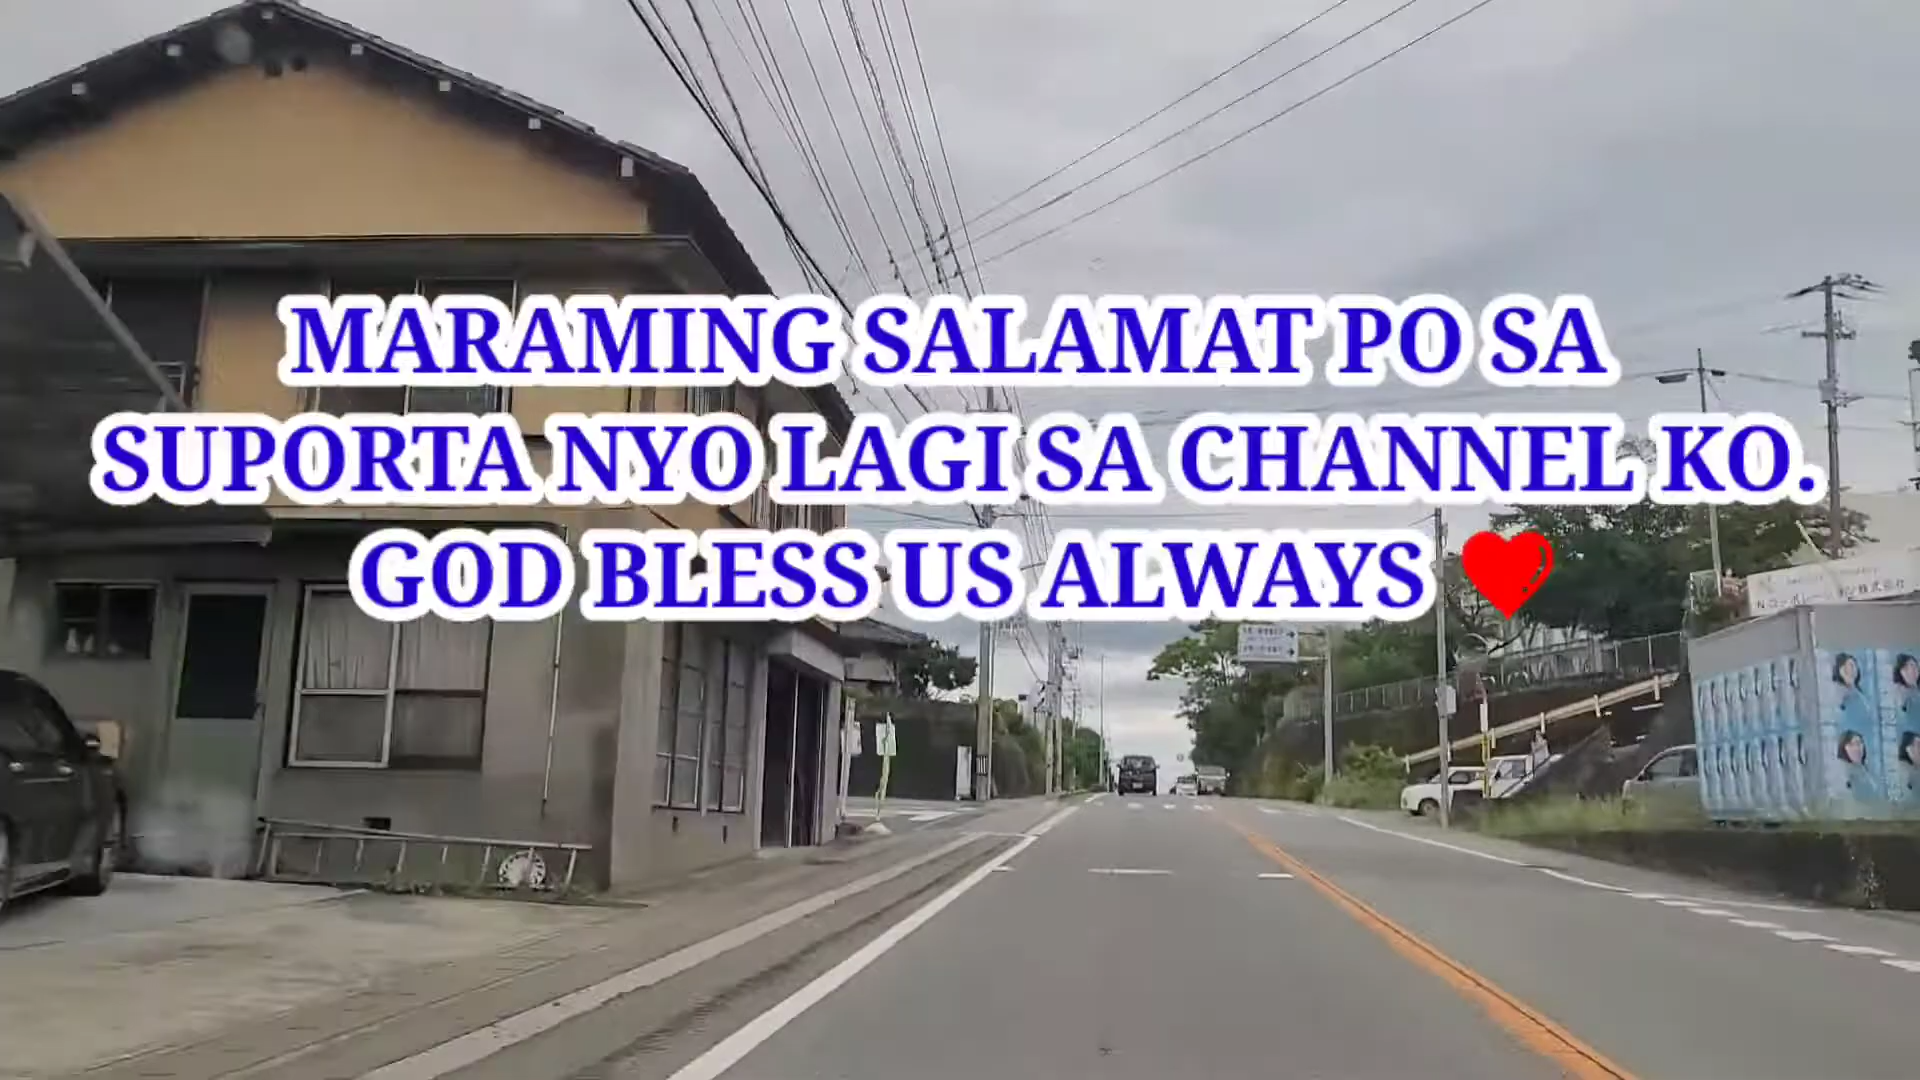 MARAMING SALAMAT PO SA
SUPORTA NYO LAGI SA CHANNEL KO.
GOD BLESS US ALWAYS ❤